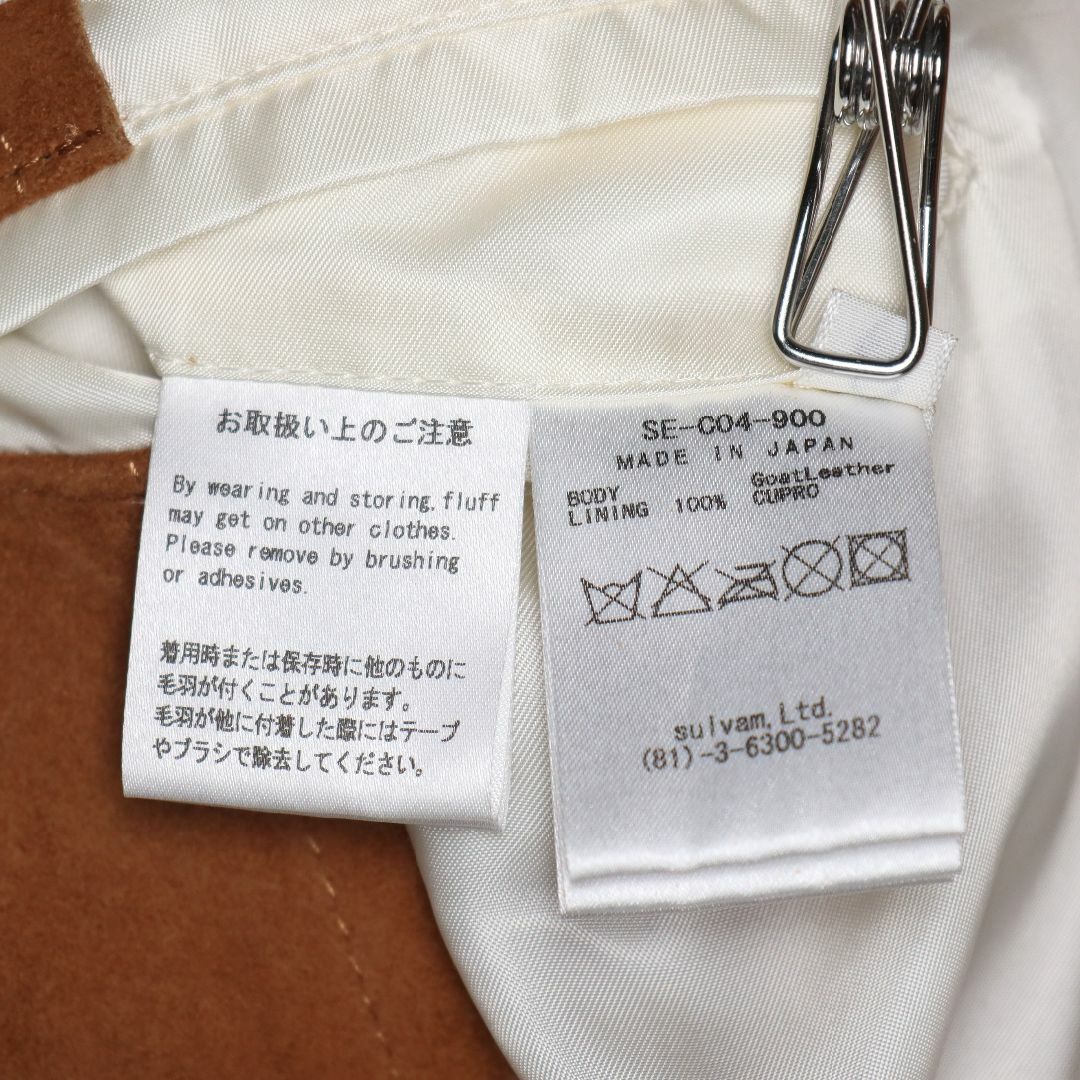 お取扱い上のご注意
By wearing and storing, fluff
may get on other clothes.
Please remove by brushing
or adhesives.
着用時または保存時に他のものに
毛羽が付くことがあります。
毛羽が他に付着した際にはテープ
やブラシで除去してください。
SE-C04-900
MADE IN JAPAN
BODY GoatLeather
LINING 100% CUPRO
sulvam, Ltd.
(81)-3-6300-5282